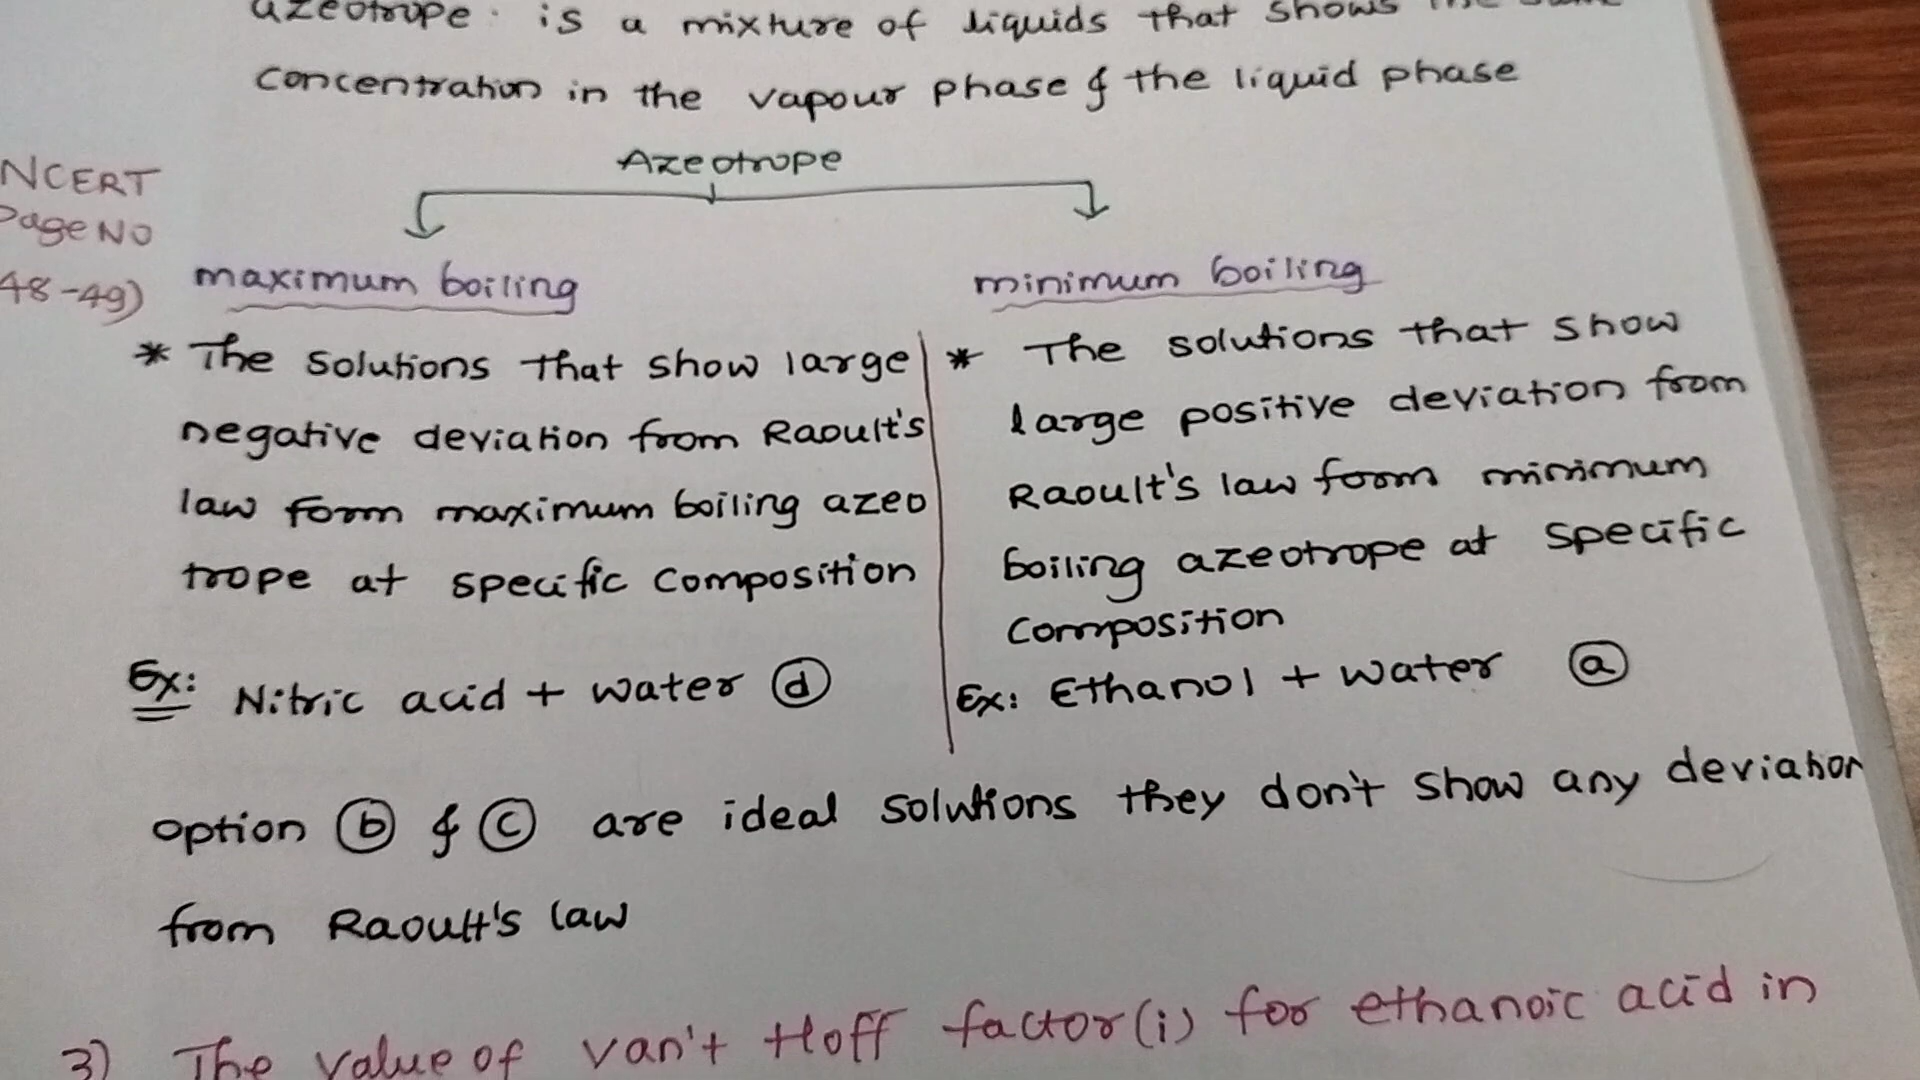 azeotrope. is a mixture of liquids that shows
concentration in the vapour phase & the liquid phase
Azeotrope
NCERT
Page No
48-49)
maximum boiling
minimum boiling
* The solutions that show large
negative deviation from Raoult's
law form maximum boiling azeo
trope at specific composition
Ex: Nitric acid + water (d)
* The solutions that show
large positive deviation from
Raoult's law form minimum
boiling azeotrope at specific
composition
Ex: Ethanol + water (a)
option (b) & (c) are ideal solutions they don't show any deviation
from Raoult's law
3) The value of van't Hoff factor (i) for ethanoic acid in